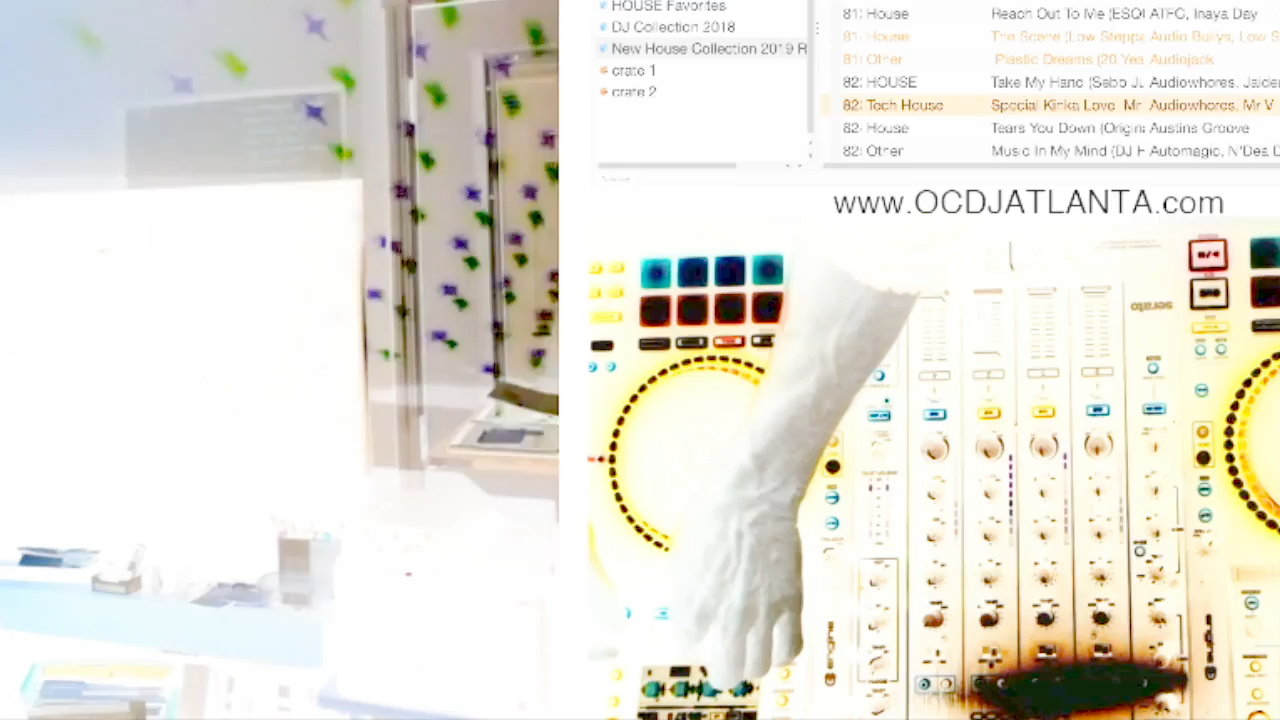 HOUSE Favorites
DJ Collection 2018
New House Collection 2019 R
crate 1
crate 2
81 House Reach Out To Me (ESQ ATFC, Inaya Day
81 House The Scene (Low Steppa Audio Bullys, Low S
81 Other Plastic Dreams (20 Yea Audiojack
82 HOUSE Take My Hand (Sebo J. Audiowhores, Jaide
82 Tech House Special Kinka Love Mr Audiowhores, Mr V
82 House Tears You Down (Origin Austins Groove
82 Other Music In My Mind (DJ F Automagic, N'Dea D
www.OCDJATLANTA.com
serato